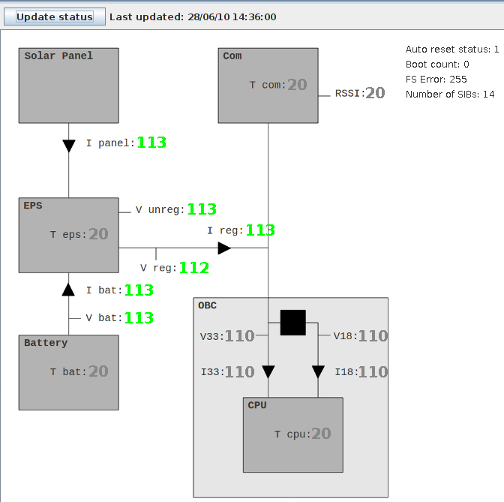 Update status Last updated: 28/06/10 14:36:00
Solar Panel
Com
T com:20
RSSI:20
Auto reset status: 1
Boot count: 0
FS Error: 255
Number of SIBs: 14
I panel:113
EPS
T eps:20
V unreg:113
I reg:113
V reg:112
I bat:113
V bat:113
Battery
T bat:20
OBC
V33:110
V18:110
I33:110
I18:110
CPU
T cpu:20